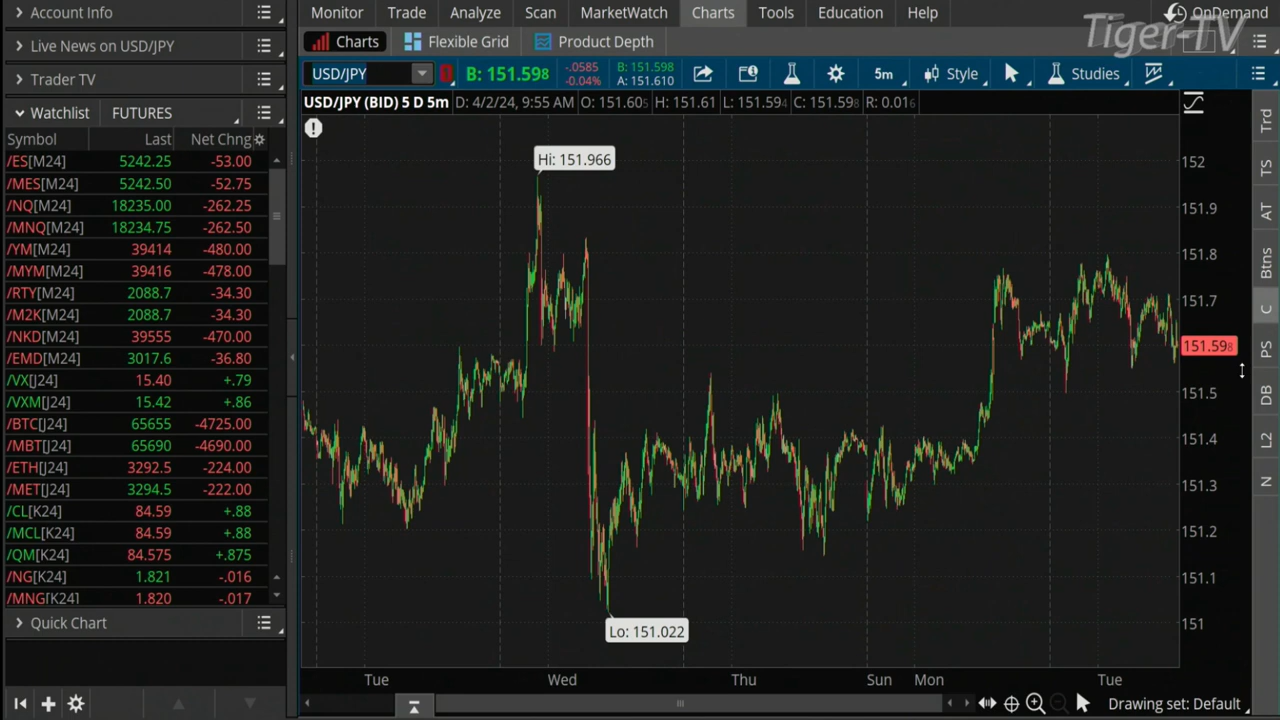 Account Info
Live News on USD/JPY
Trader TV
Watchlist FUTURES
Symbol Last Net Chng
/ES[M24] 5242.25 -53.00
/MES[M24] 5242.50 -52.75
/NQ[M24] 18235.00 -262.25
/MNQ[M24] 18234.75 -262.50
/YM[M24] 39414 -480.00
/MYM[M24] 39416 -478.00
/RTY[M24] 2088.7 -34.30
/M2K[M24] 2088.7 -34.30
/NKD[M24] 39555 -470.00
/EMD[M24] 3017.6 -36.80
/VX[J24] 15.40 +.79
/VXM[J24] 15.42 +.86
/BTC[J24] 65655 -4725.00
/MBT[J24] 65690 -4690.00
/ETH[J24] 3292.5 -224.00
/MET[J24] 3294.5 -222.00
/CL[K24] 84.59 +.88
/MCL[K24] 84.59 +.88
/QM[K24] 84.575 +.875
/NG[K24] 1.821 -.016
/MNG[K24] 1.820 -.017
Quick Chart
Monitor Trade Analyze Scan MarketWatch Charts Tools Education Help OnDemand
Tiger-TV
Charts Flexible Grid Product Depth
USD/JPY B: 151.598 -.0585 -0.04% B: 151.598 A: 151.610 5m Style Studies
USD/JPY (BID) 5 D 5m D: 4/2/24, 9:55 AM O: 151.605 H: 151.61 L: 151.594 C: 151.598 R: 0.016
Hi: 151.966
Lo: 151.022
152
151.9
151.8
151.7
151.598
151.5
151.4
151.3
151.2
151.1
151
Tue Wed Thu Sun Mon Tue
Drawing set: Default
Trd
TS
AT
Btns
C
PS
DB
L2
N